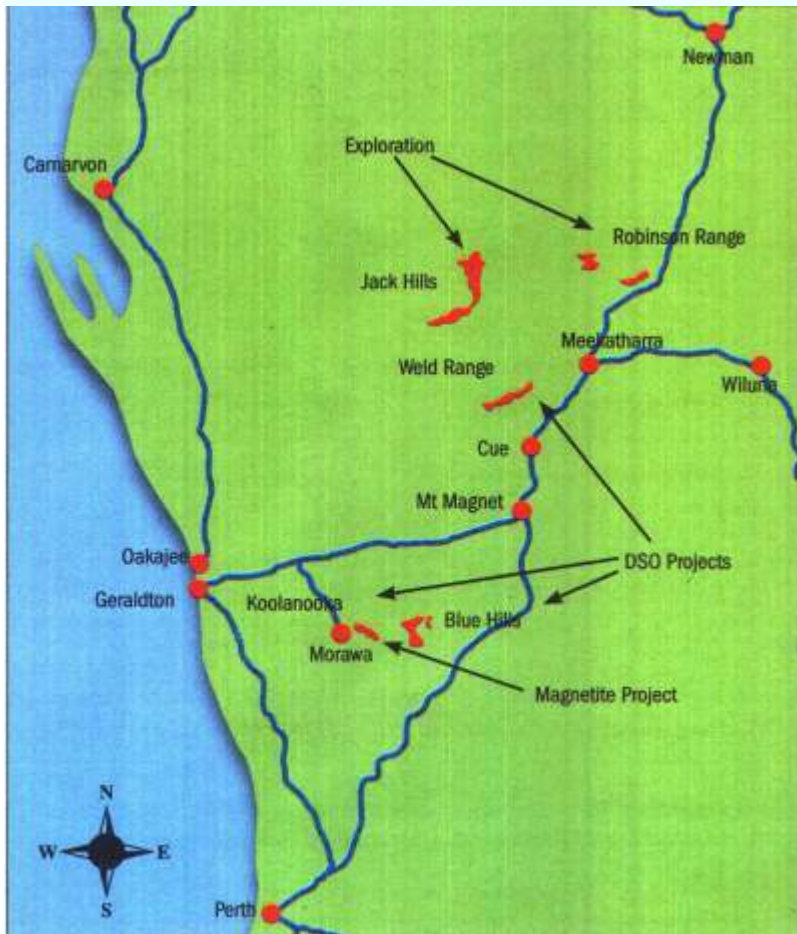 Newman
Exploration
Carnarvon
Robinson Range
Jack Hills
Meekatharra
Weld Range
Wiluna
Cue
Mt Magnet
Oakajee
DSO Projects
Geraldton
Koolanooka
Blue Hills
Morawa
Magnetite Project
N
W E
S
Perth